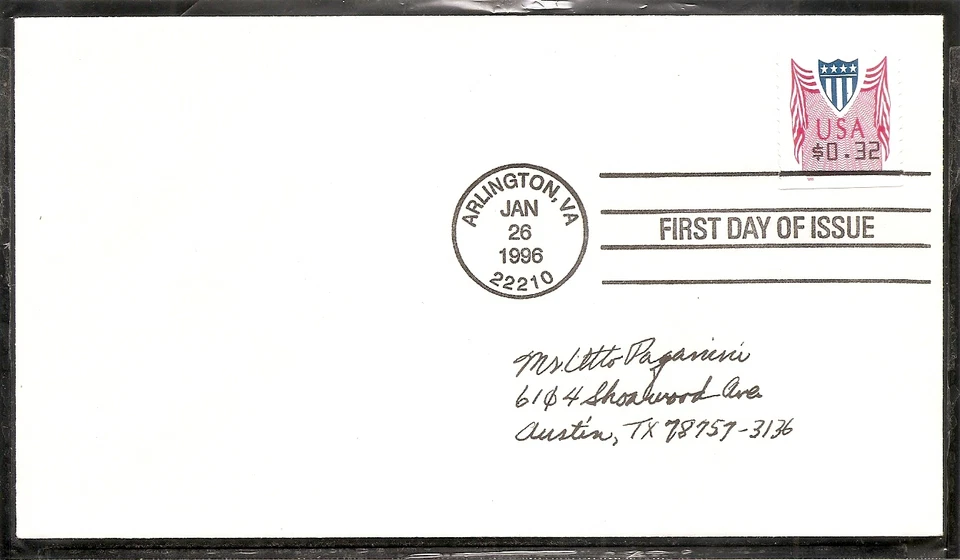 USA
$0.32
ARLINGTON, VA
JAN
26
1996
22210
FIRST DAY OF ISSUE
Mr. Otto Paganini
6104 Shoalwood Ave
Austin, TX 78757-3136